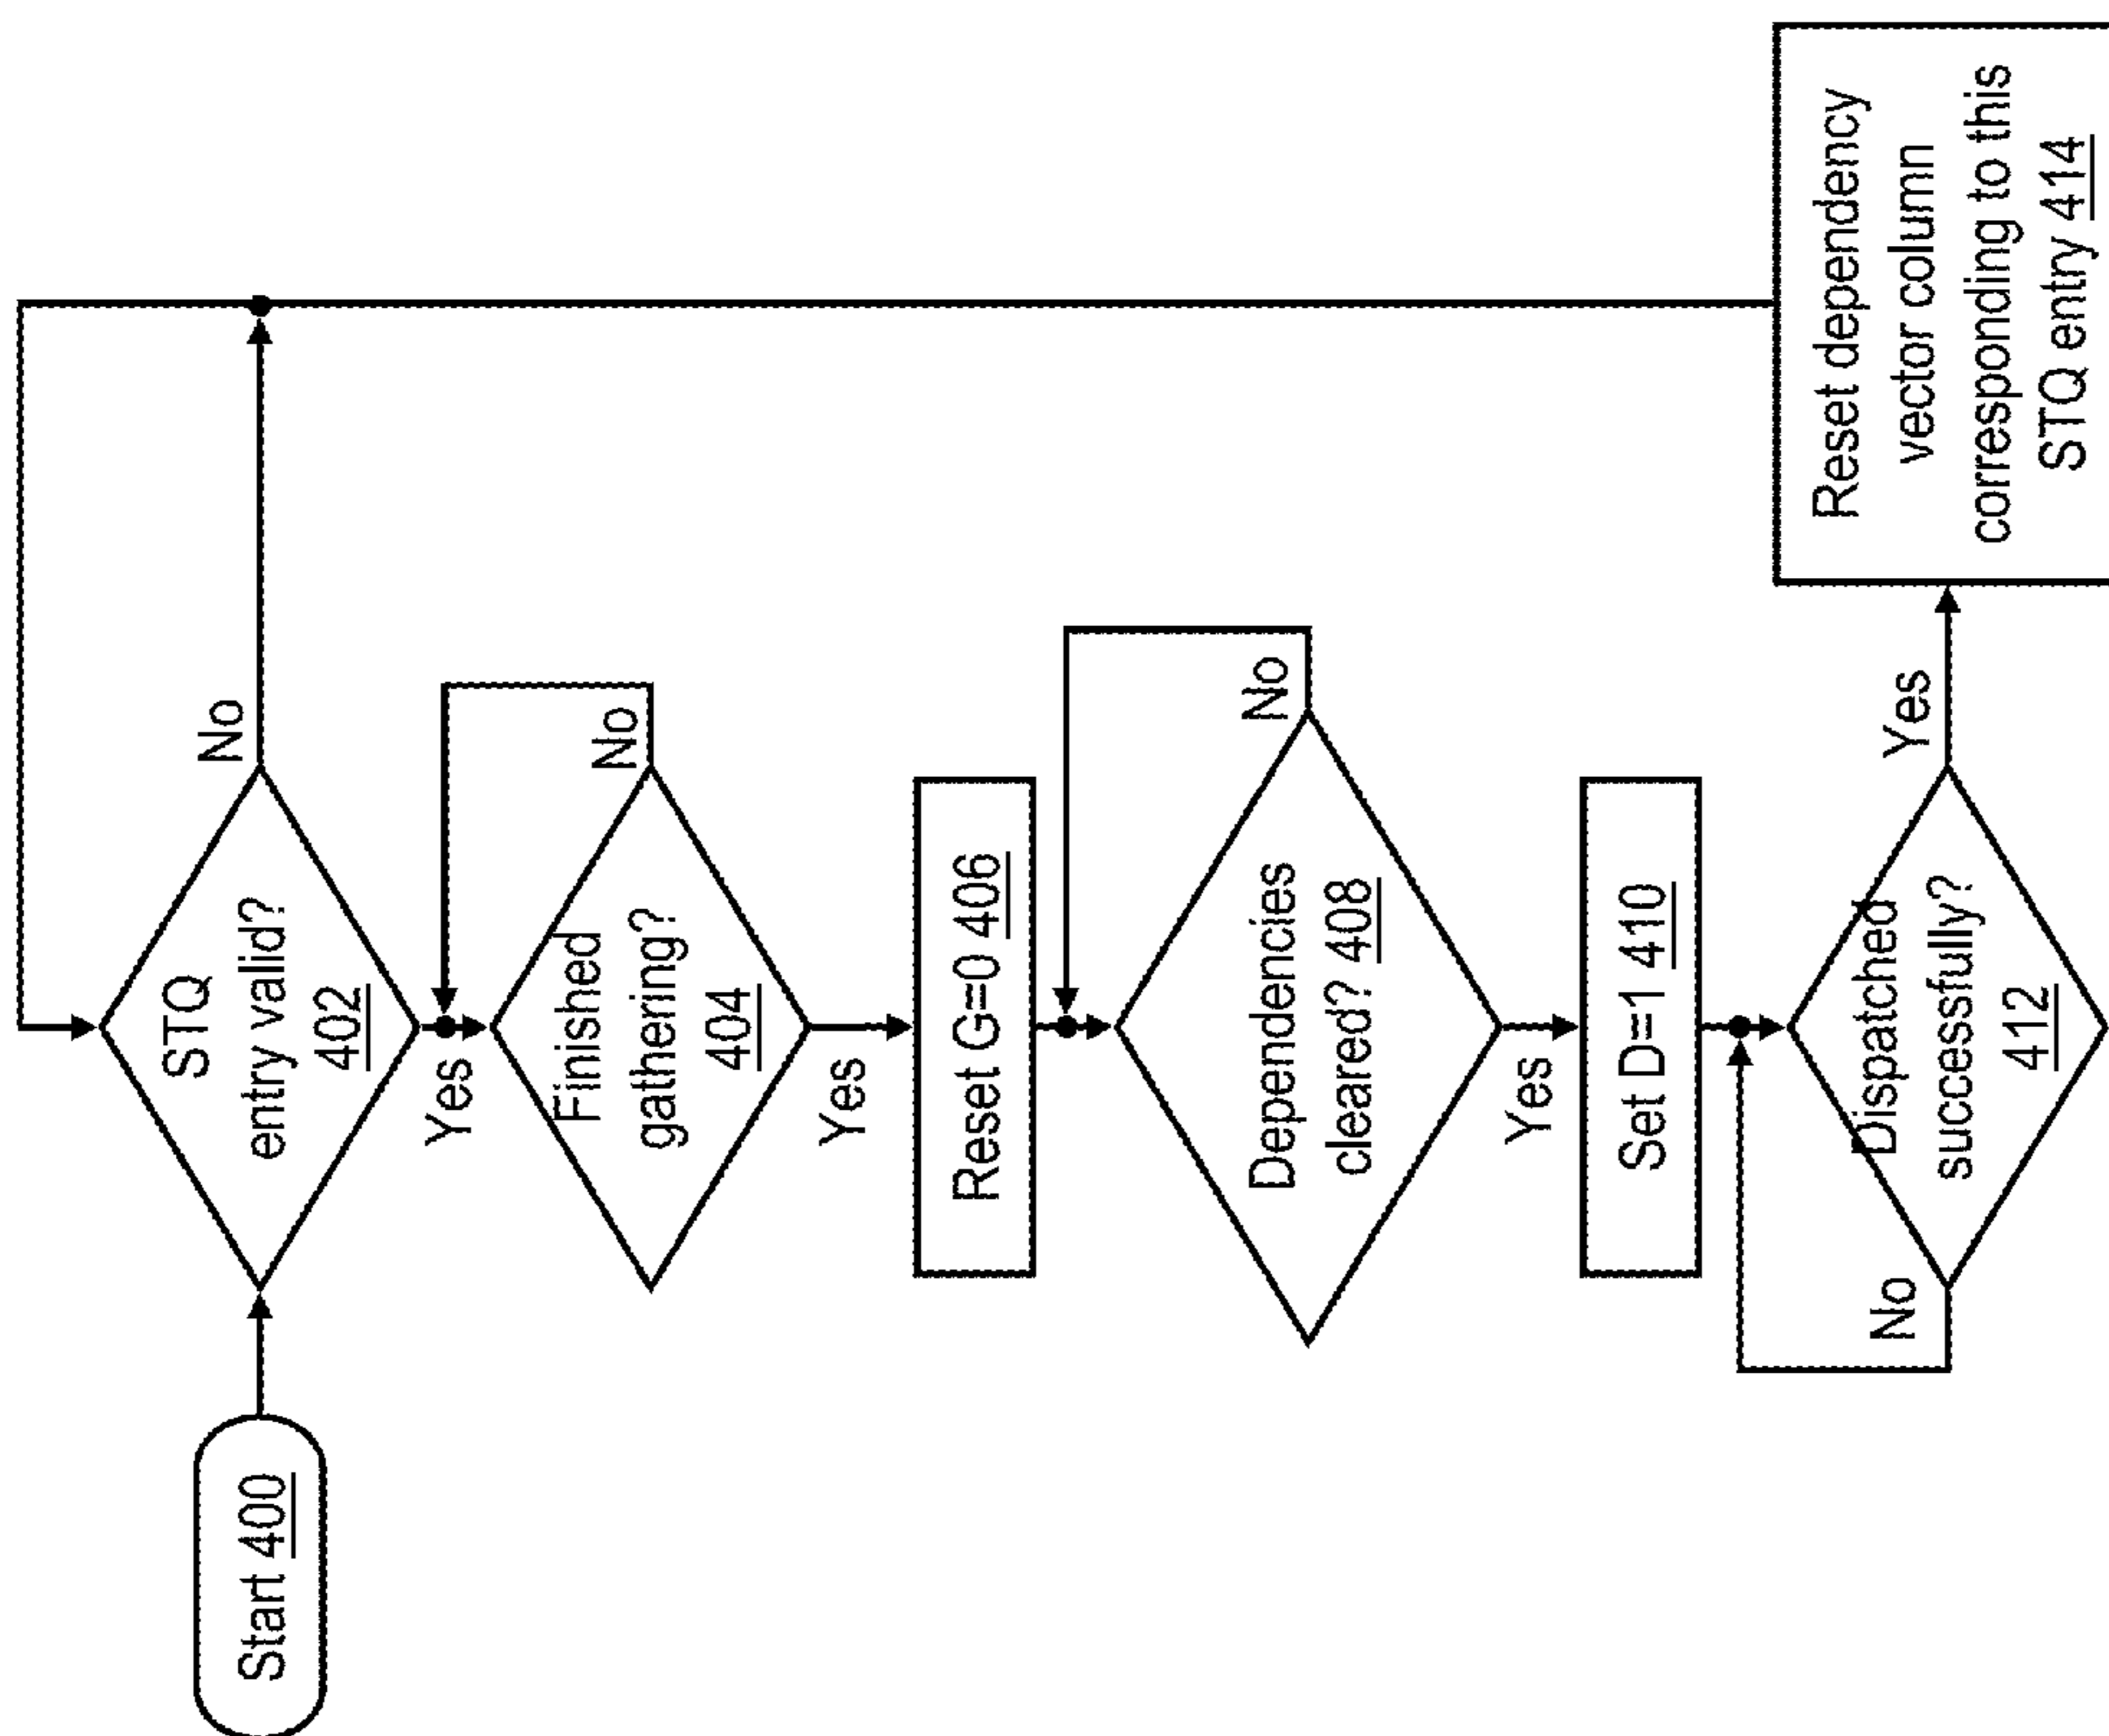 Start 400
STQ
entry valid?
402
No
Yes
Finished
gathering?
404
No
Yes
Reset G=0 406
Dependencies
cleared? 408
No
Yes
Set D=1 410
Dispatched
successfully?
412
No
Yes
Reset dependency
vector column
corresponding to this
STQ entry 414